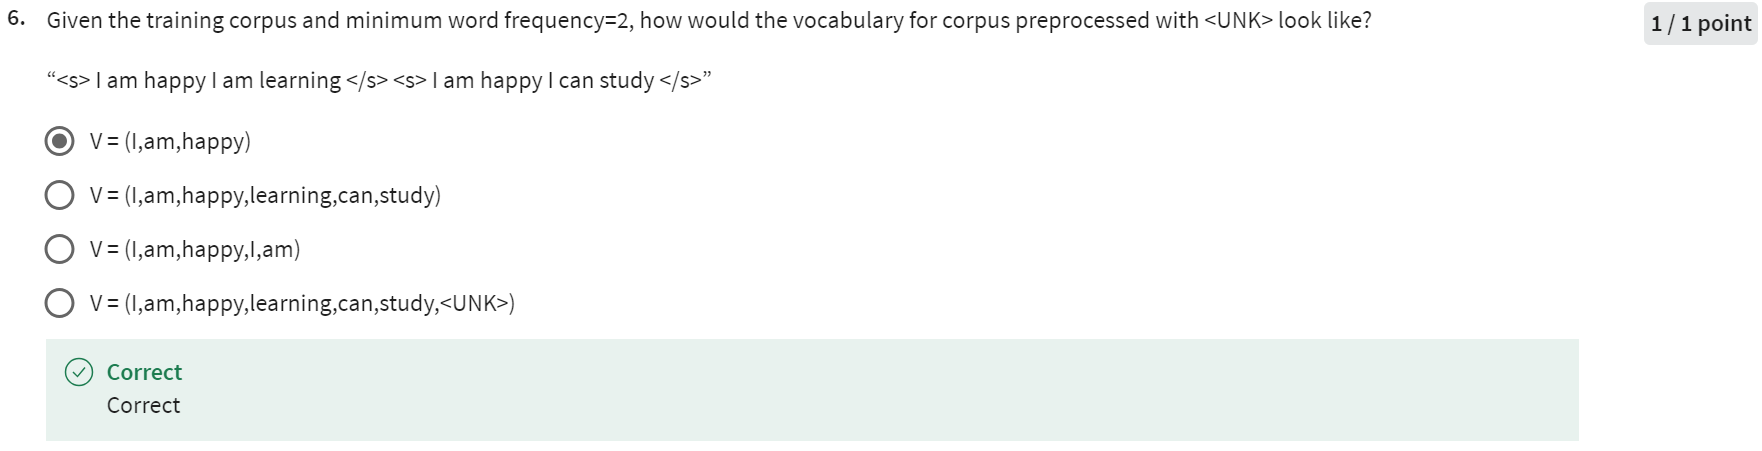 6. Given the training corpus and minimum word frequency=2, how would the vocabulary for corpus preprocessed with <UNK> look like?
1 / 1 point
“<s> I am happy I am learning </s> <s> I am happy I can study </s>”
V = (I,am,happy)
V = (I,am,happy,learning,can,study)
V = (I,am,happy,I,am)
V = (I,am,happy,learning,can,study,<UNK>)
Correct
Correct